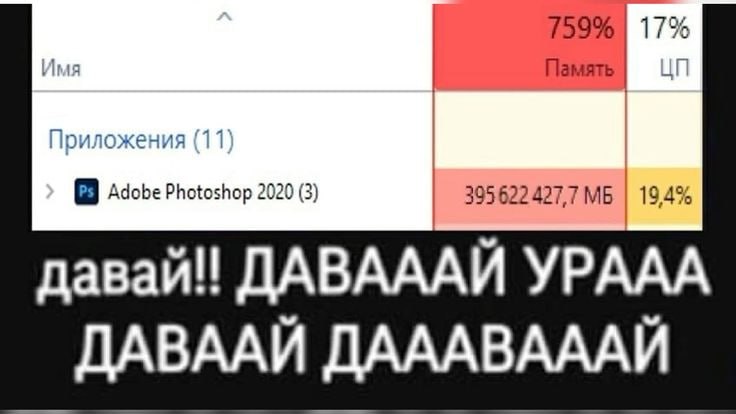 759% 17%
Имя Память ЦП
Приложения (11)
Ps Adobe Photoshop 2020 (3) 395 622 427,7 МБ 19,4%
давай!! ДАВАААЙ УРААА
ДАВААЙ ДАААВАААЙ